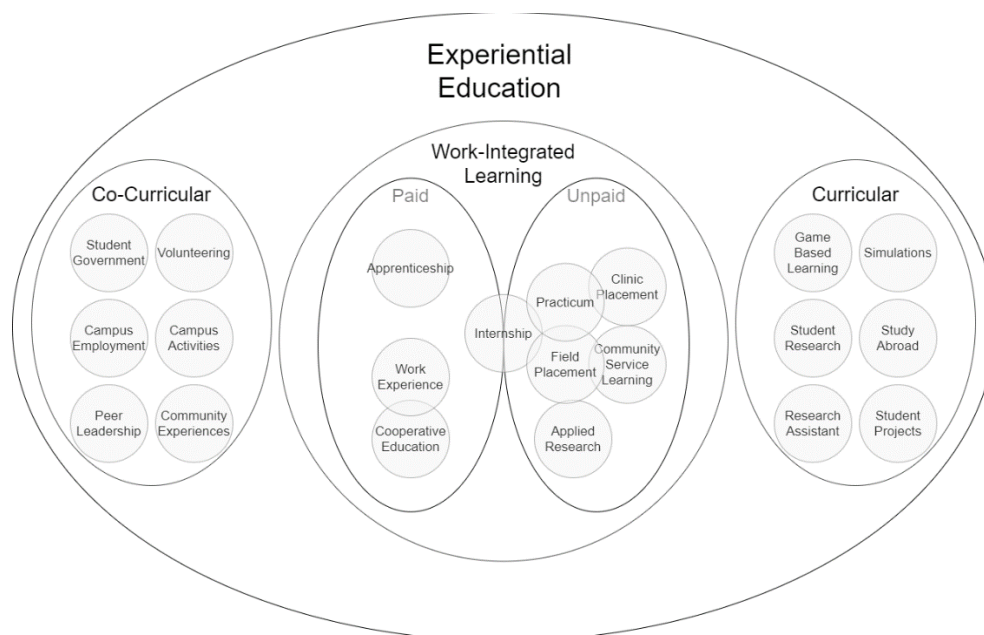 Experiential
Education
Co-Curricular
Student
Government
Volunteering
Campus
Employment
Campus
Activities
Peer
Leadership
Community
Experiences
Work-Integrated
Learning
Paid
Apprenticeship
Work
Experience
Cooperative
Education
Internship
Unpaid
Practicum
Clinic
Placement
Field
Placement
Community
Service
Learning
Applied
Research
Curricular
Game
Based
Learning
Simulations
Student
Research
Study
Abroad
Research
Assistant
Student
Projects